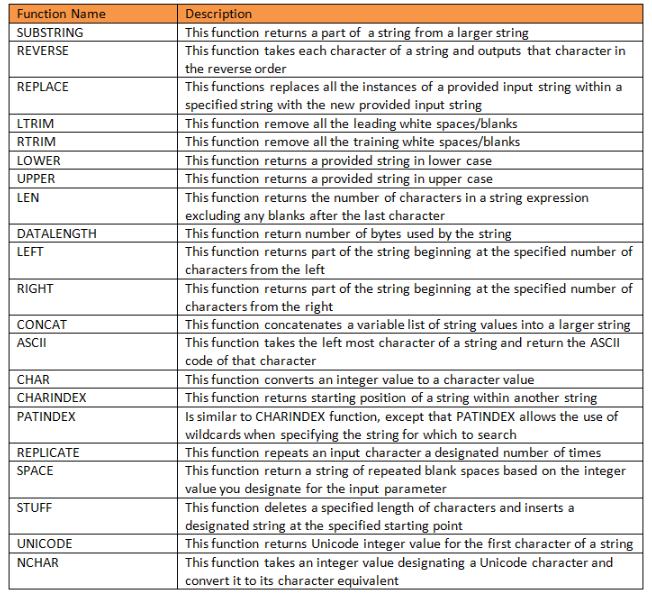 Function Name Description
SUBSTRING This function returns a part of a string from a larger string
REVERSE This function takes each character of a string and outputs that character in
the reverse order
REPLACE This functions replaces all the instances of a provided input string within a
specified string with the new provided input string
LTRIM This function remove all the leading white spaces/blanks
RTRIM This function remove all the training white spaces/blanks
LOWER This function returns a provided string in lower case
UPPER This function returns a provided string in upper case
LEN This function returns the number of characters in a string expression
excluding any blanks after the last character
DATALENGTH This function return number of bytes used by the string
LEFT This function returns part of the string beginning at the specified number of
characters from the left
RIGHT This function returns part of the string beginning at the specified number of
characters from the right
CONCAT This function concatenates a variable list of string values into a larger string
ASCII This function takes the left most character of a string and return the ASCII
code of that character
CHAR This function converts an integer value to a character value
CHARINDEX This function returns starting position of a string within another string
PATINDEX Is similar to CHARINDEX function, except that PATINDEX allows the use of
wildcards when specifying the string for which to search
REPLICATE This function repeats an input character a designated number of times
SPACE This function return a string of repeated blank spaces based on the integer
value you designate for the input parameter
STUFF This function deletes a specified length of characters and inserts a
designated string at the specified starting point
UNICODE This function returns Unicode integer value for the first character of a string
NCHAR This function takes an integer value designating a Unicode character and
convert it to its character equivalent